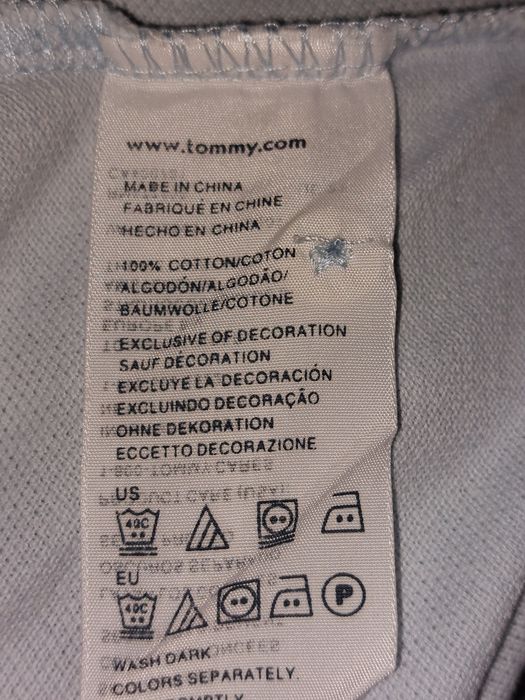 www.tommy.com
MADE IN CHINA
FABRIQUÉ EN CHINE
HECHO EN CHINA
100% COTTON/COTON
ALGODÓN/ALGODÃO/
BAUMWOLLE/COTONE
EXCLUSIVE OF DECORATION
SAUF DÉCORATION
EXCLUYE LA DECORACIÓN
EXCLUINDO DECORAÇÃO
OHNE DEKORATION
ECCETTO DECORAZIONE
US
40C
EU
40C P
WASH DARK
COLORS SEPARATELY.